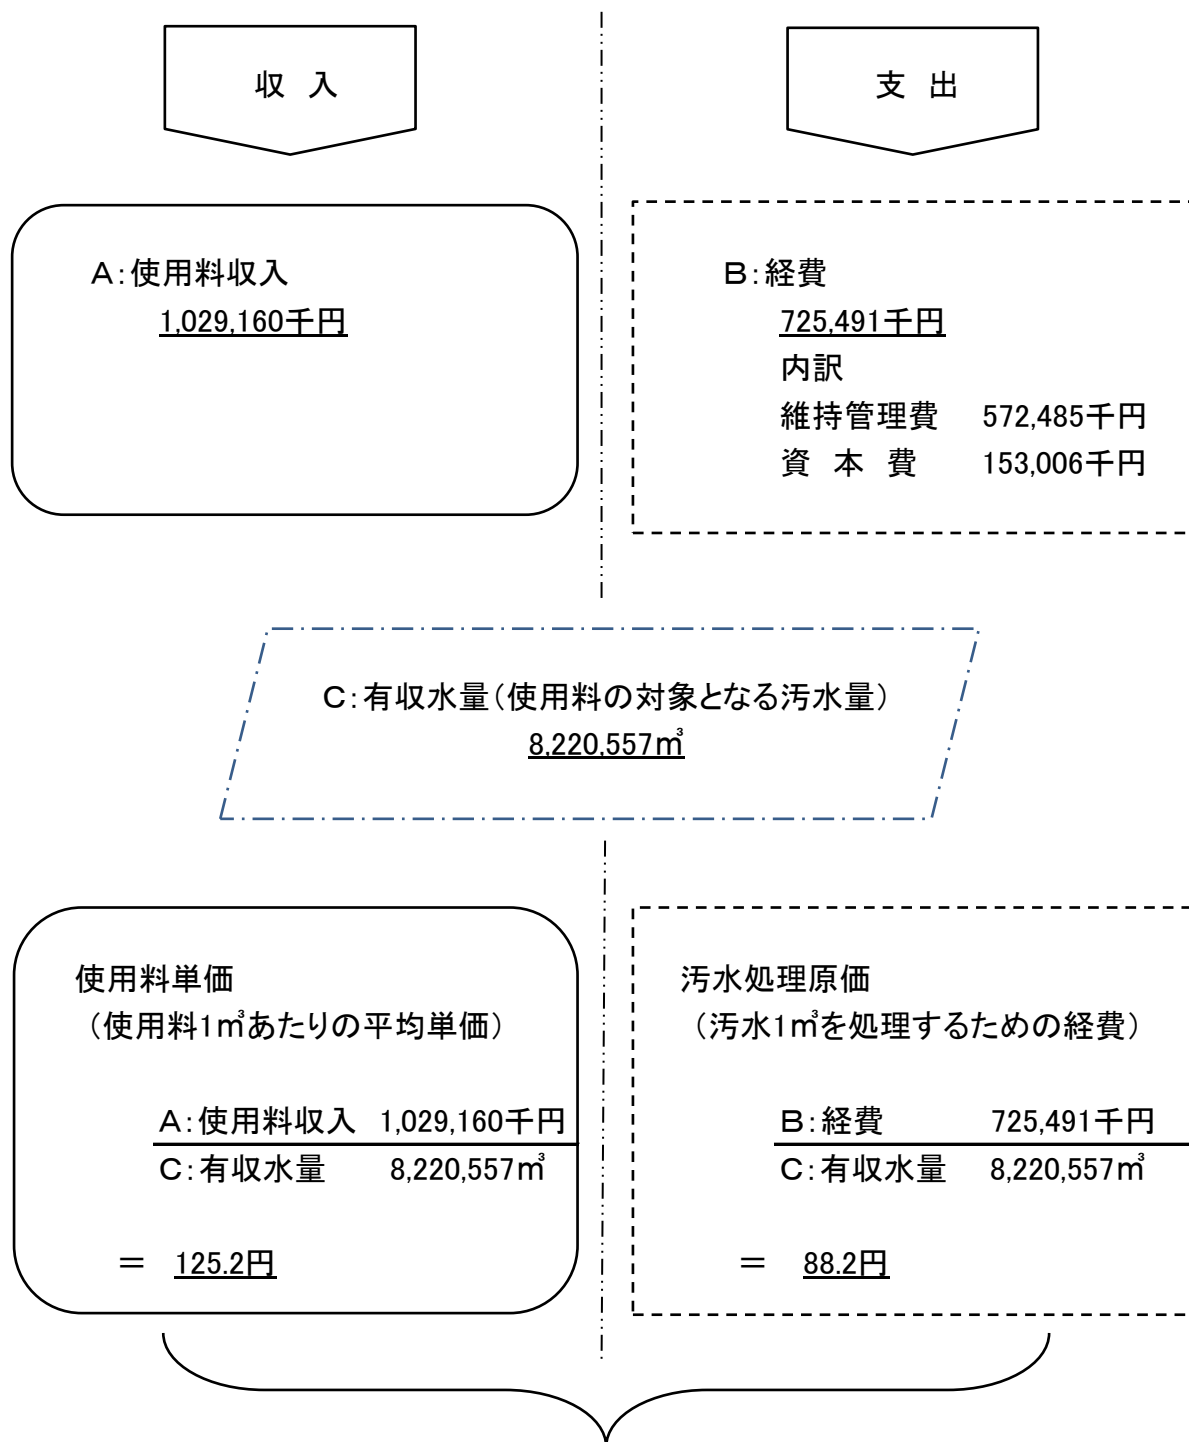 収 入
支 出
A：使用料収入
1,029,160千円
B：経費
725,491千円
内訳
維持管理費 572,485千円
資 本 費 153,006千円
C：有収水量（使用料の対象となる汚水量）
8,220,557㎥
使用料単価
（使用料1㎥あたりの平均単価）
A：使用料収入 1,029,160千円
C：有収水量 8,220,557㎥
＝ 125.2円
汚水処理原価
（汚水1㎥を処理するための経費）
B：経費 725,491千円
C：有収水量 8,220,557㎥
＝ 88.2円